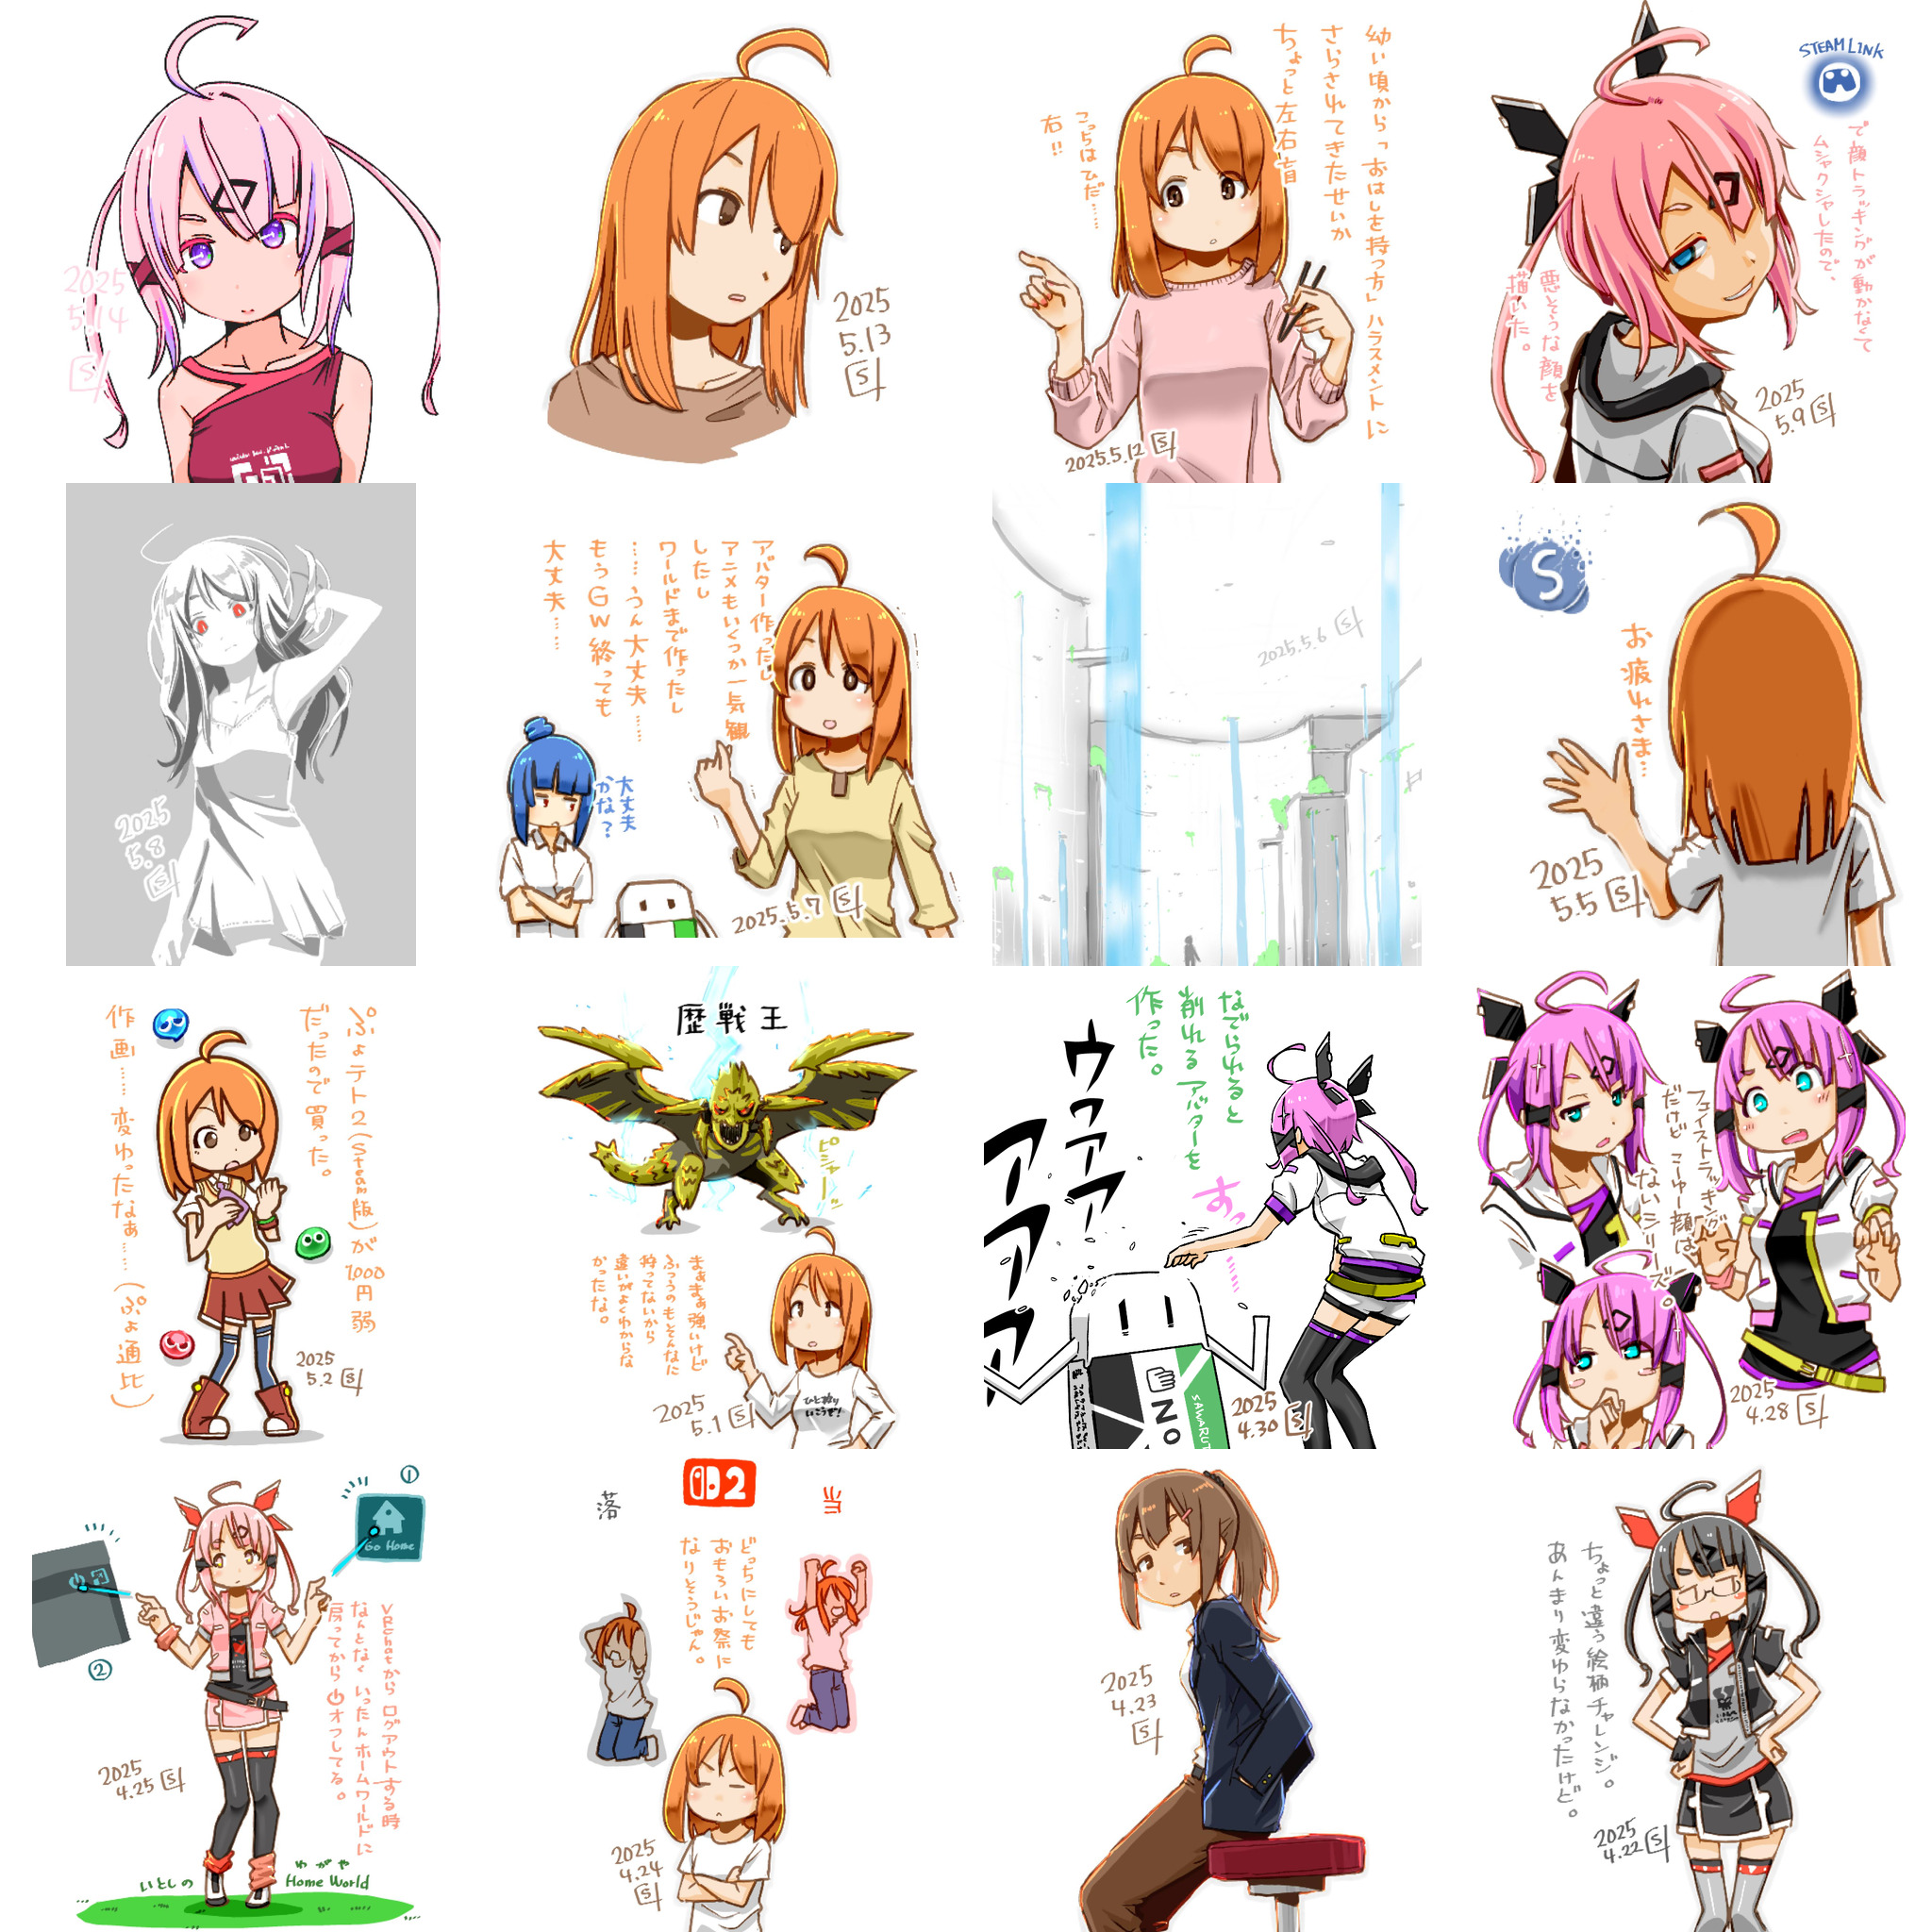 2025
5.14
S
2025
5.13
S
幼い頃から「おはしを持つ方」ハラスメントに
さらされてきたせいか
ちょっと左右盲
こっちはひだ……
右!!
2025.5.12 S
STEAM LINK
で顔トラッキングが動かなくて
ムシャクシャしたので、
悪そうな顔を
描いた。
2025
5.9 S
2025
5.8
S
アバター作ったし
アニメもいくつか一気観
したし
ワールドまで作ったし
……うん大丈夫……
もうGW終っても
大丈夫……
大丈夫
かな?
2025.5.7 S
2025.5.6 S
S
お疲れさま…
2025
5.5 S
ぷよテト2(Steam版)が1,000円弱
だったので買った。
作画……変わったなぁ……(ぷよ通比)
2025
5.2 S
歴戦王
ピシャーッ
まぁまぁ強いけど
ふつうのもそんなに
狩ってないから
違いがよくわからな
かったな。
ひと狩り
いこうぜ!
2025
5.1 S
なでられると
削れるアバターを
作った。
ウゥアア
アアアア
すっ
NO
SAWARUT
2025
4.30 S
フェイストラッキング
だけど こーゆー顔は
ないシリーズ。
1
2025
4.28 S
①
Go Home
②
VRChatから ログアウトする時
なんとなく いったんホームワールドに
戻ってから⏻オフしてる。
2025
4.25 S
いとしの
わがや
Home World
2
落
当
どっちにしても
おもろいお祭に
なりそうじゃん。
2025
4.24
S
2025
4.23
S
ちょっと違う絵柄チャレンジ。
あんまり変わらなかったけど。
2025
4.22 S